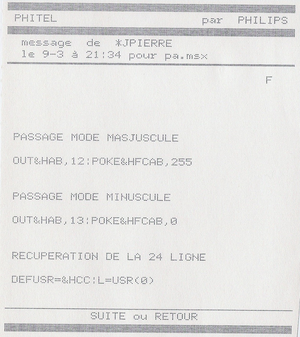 PHITEL par PHILIPS
message de *JPIERRE
le 9-3 à 21:34 pour pa.msx
F
PASSAGE MODE MASJUSCULE
OUT&HAB,12:POKE&HFCAB,255
PASSAGE MODE MINUSCULE
OUT&HAB,13:POKE&HFCAB,0
RECUPERATION DE LA 24 LIGNE
DEFUSR=&HCC:L=USR(0)
SUITE ou RETOUR